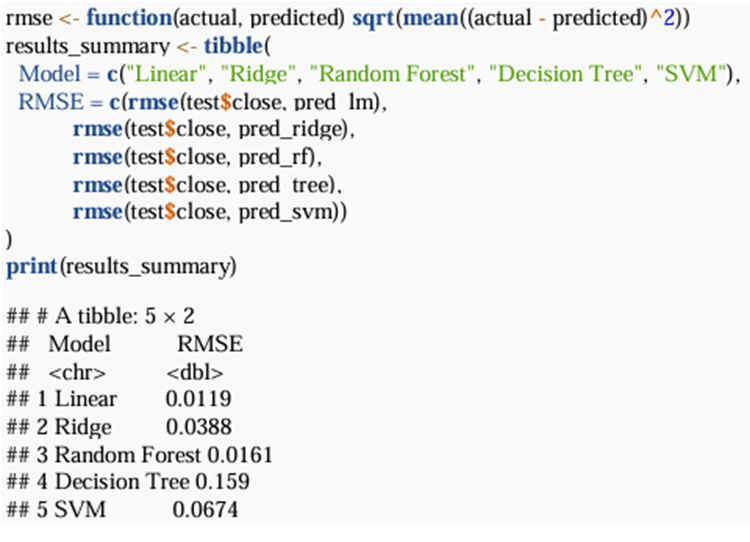 rmse <- function(actual, predicted) sqrt(mean((actual - predicted)^2))
results_summary <- tibble(
  Model = c("Linear", "Ridge", "Random Forest", "Decision Tree", "SVM"),
  RMSE = c(rmse(test$close, pred_lm),
           rmse(test$close, pred_ridge),
           rmse(test$close, pred_rf),
           rmse(test$close, pred_tree),
           rmse(test$close, pred_svm))
)
print(results_summary)
## # A tibble: 5 × 2
##   Model         RMSE
##   <chr>         <dbl>
## 1 Linear        0.0119
## 2 Ridge         0.0388
## 3 Random Forest 0.0161
## 4 Decision Tree 0.159
## 5 SVM           0.0674